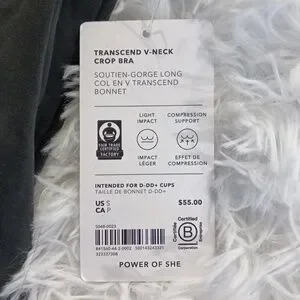 TRANSCEND V-NECK
CROP BRA
SOUTIEN-GORGE LONG
COL EN V TRANSCEND
BONNET
FAIR TRADE
CERTIFIED
FACTORY
LIGHT
IMPACT
IMPACT
LÉGER
COMPRESSION
SUPPORT
EFFET DE
COMPRESSION
INTENDED FOR D-DD+ CUPS
TAILLE DE BONNET D-DD+
US S
CA P
$55.00
Certified
B
Corporation
POWER OF SHE